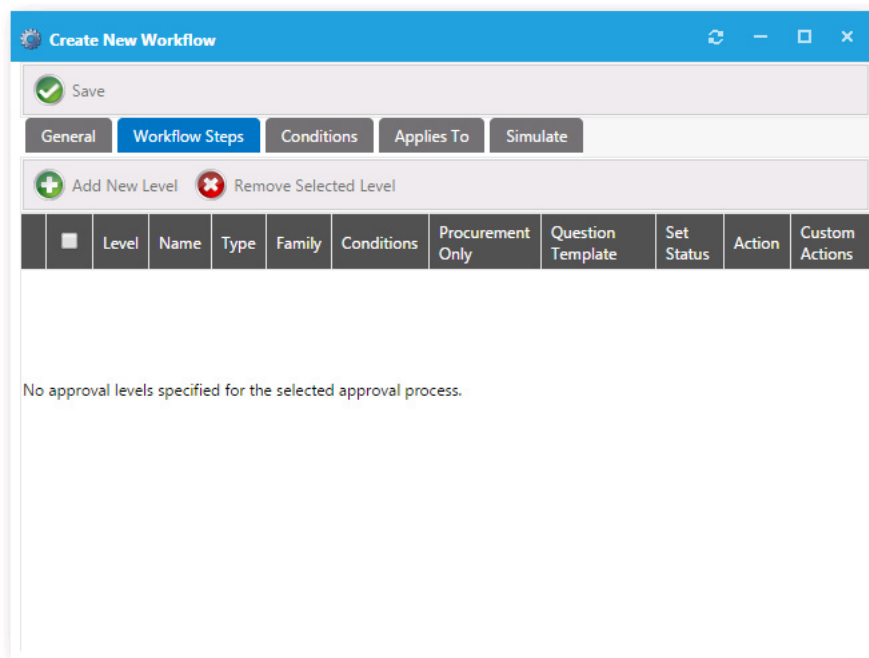 Create New Workflow
Save
General Workflow Steps Conditions Applies To Simulate
Add New Level Remove Selected Level
Level Name Type Family Conditions Procurement Only Question Template Set Status Action Custom Actions
No approval levels specified for the selected approval process.